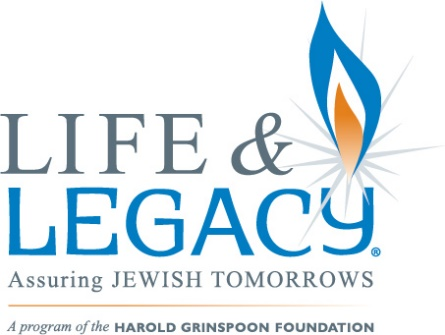 LIFE &
LEGACY®
Assuring JEWISH TOMORROWS
A program of the HAROLD GRINSPOON FOUNDATION